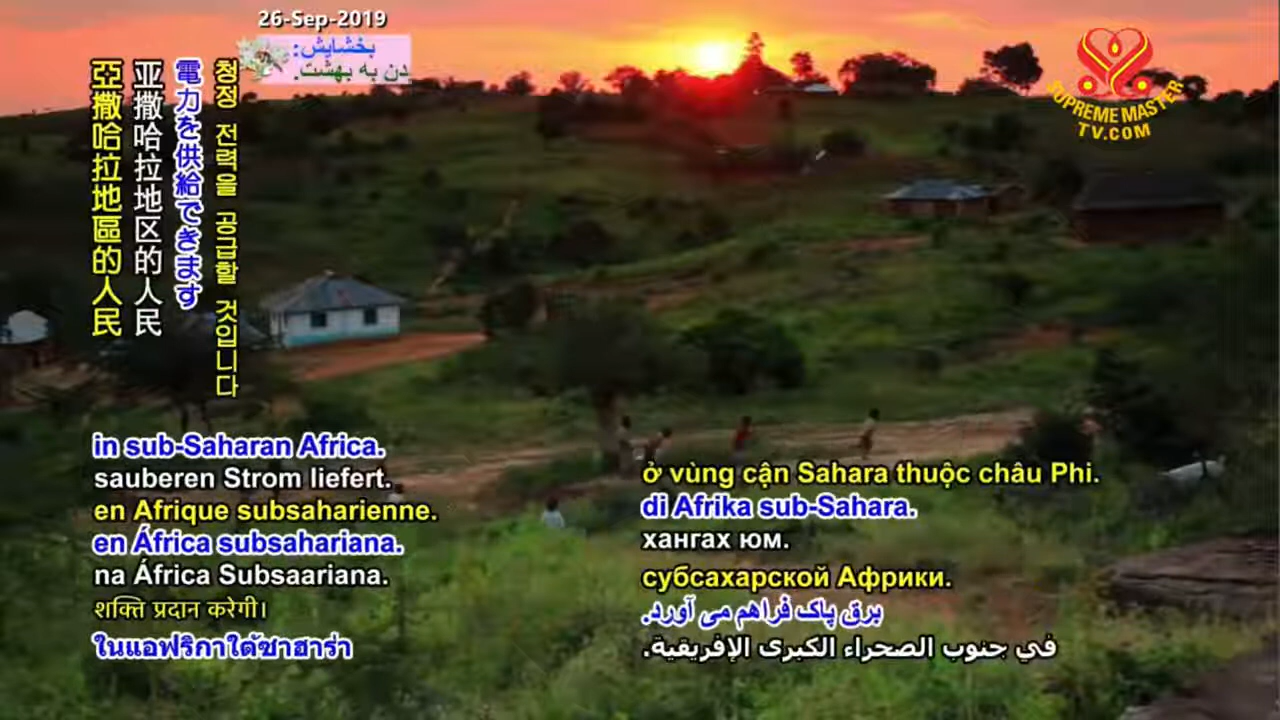 26-Sep-2019
بخشایش:
دن به بهشت.
SUPREME MASTER
TV.COM
亞撒哈拉地區的人民
亚撒哈拉地区的人民
電力を供給できます
청정 전력을 공급할 것입니다
in sub-Saharan Africa.
sauberen Strom liefert.
en Afrique subsaharienne.
en África subsahariana.
na África Subsaariana.
शक्ति प्रदान करेगी।
ในแอฟริกาใต้ซาฮาร่า
ở vùng cận Sahara thuộc châu Phi.
di Afrika sub-Sahara.
хангах юм.
субсахарской Африки.
برق پاک فراهم می آورد.
في جنوب الصحراء الكبرى الإفريقية.